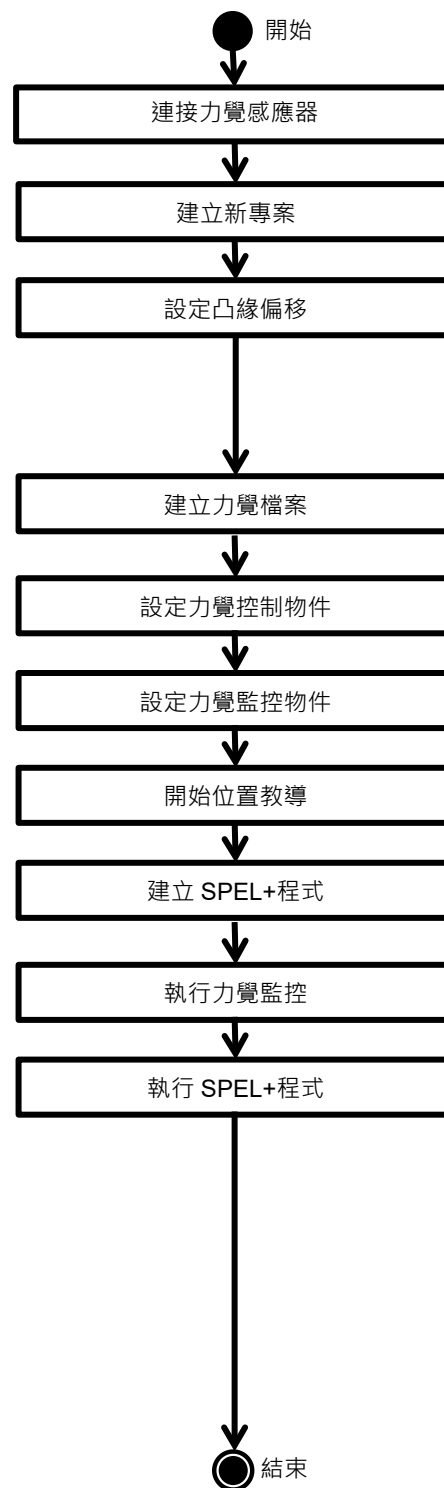 開始
連接力覺感應器
建立新專案
設定凸緣偏移
建立力覺檔案
設定力覺控制物件
設定力覺監控物件
開始位置教導
建立 SPEL+程式
執行力覺監控
執行 SPEL+程式
結束